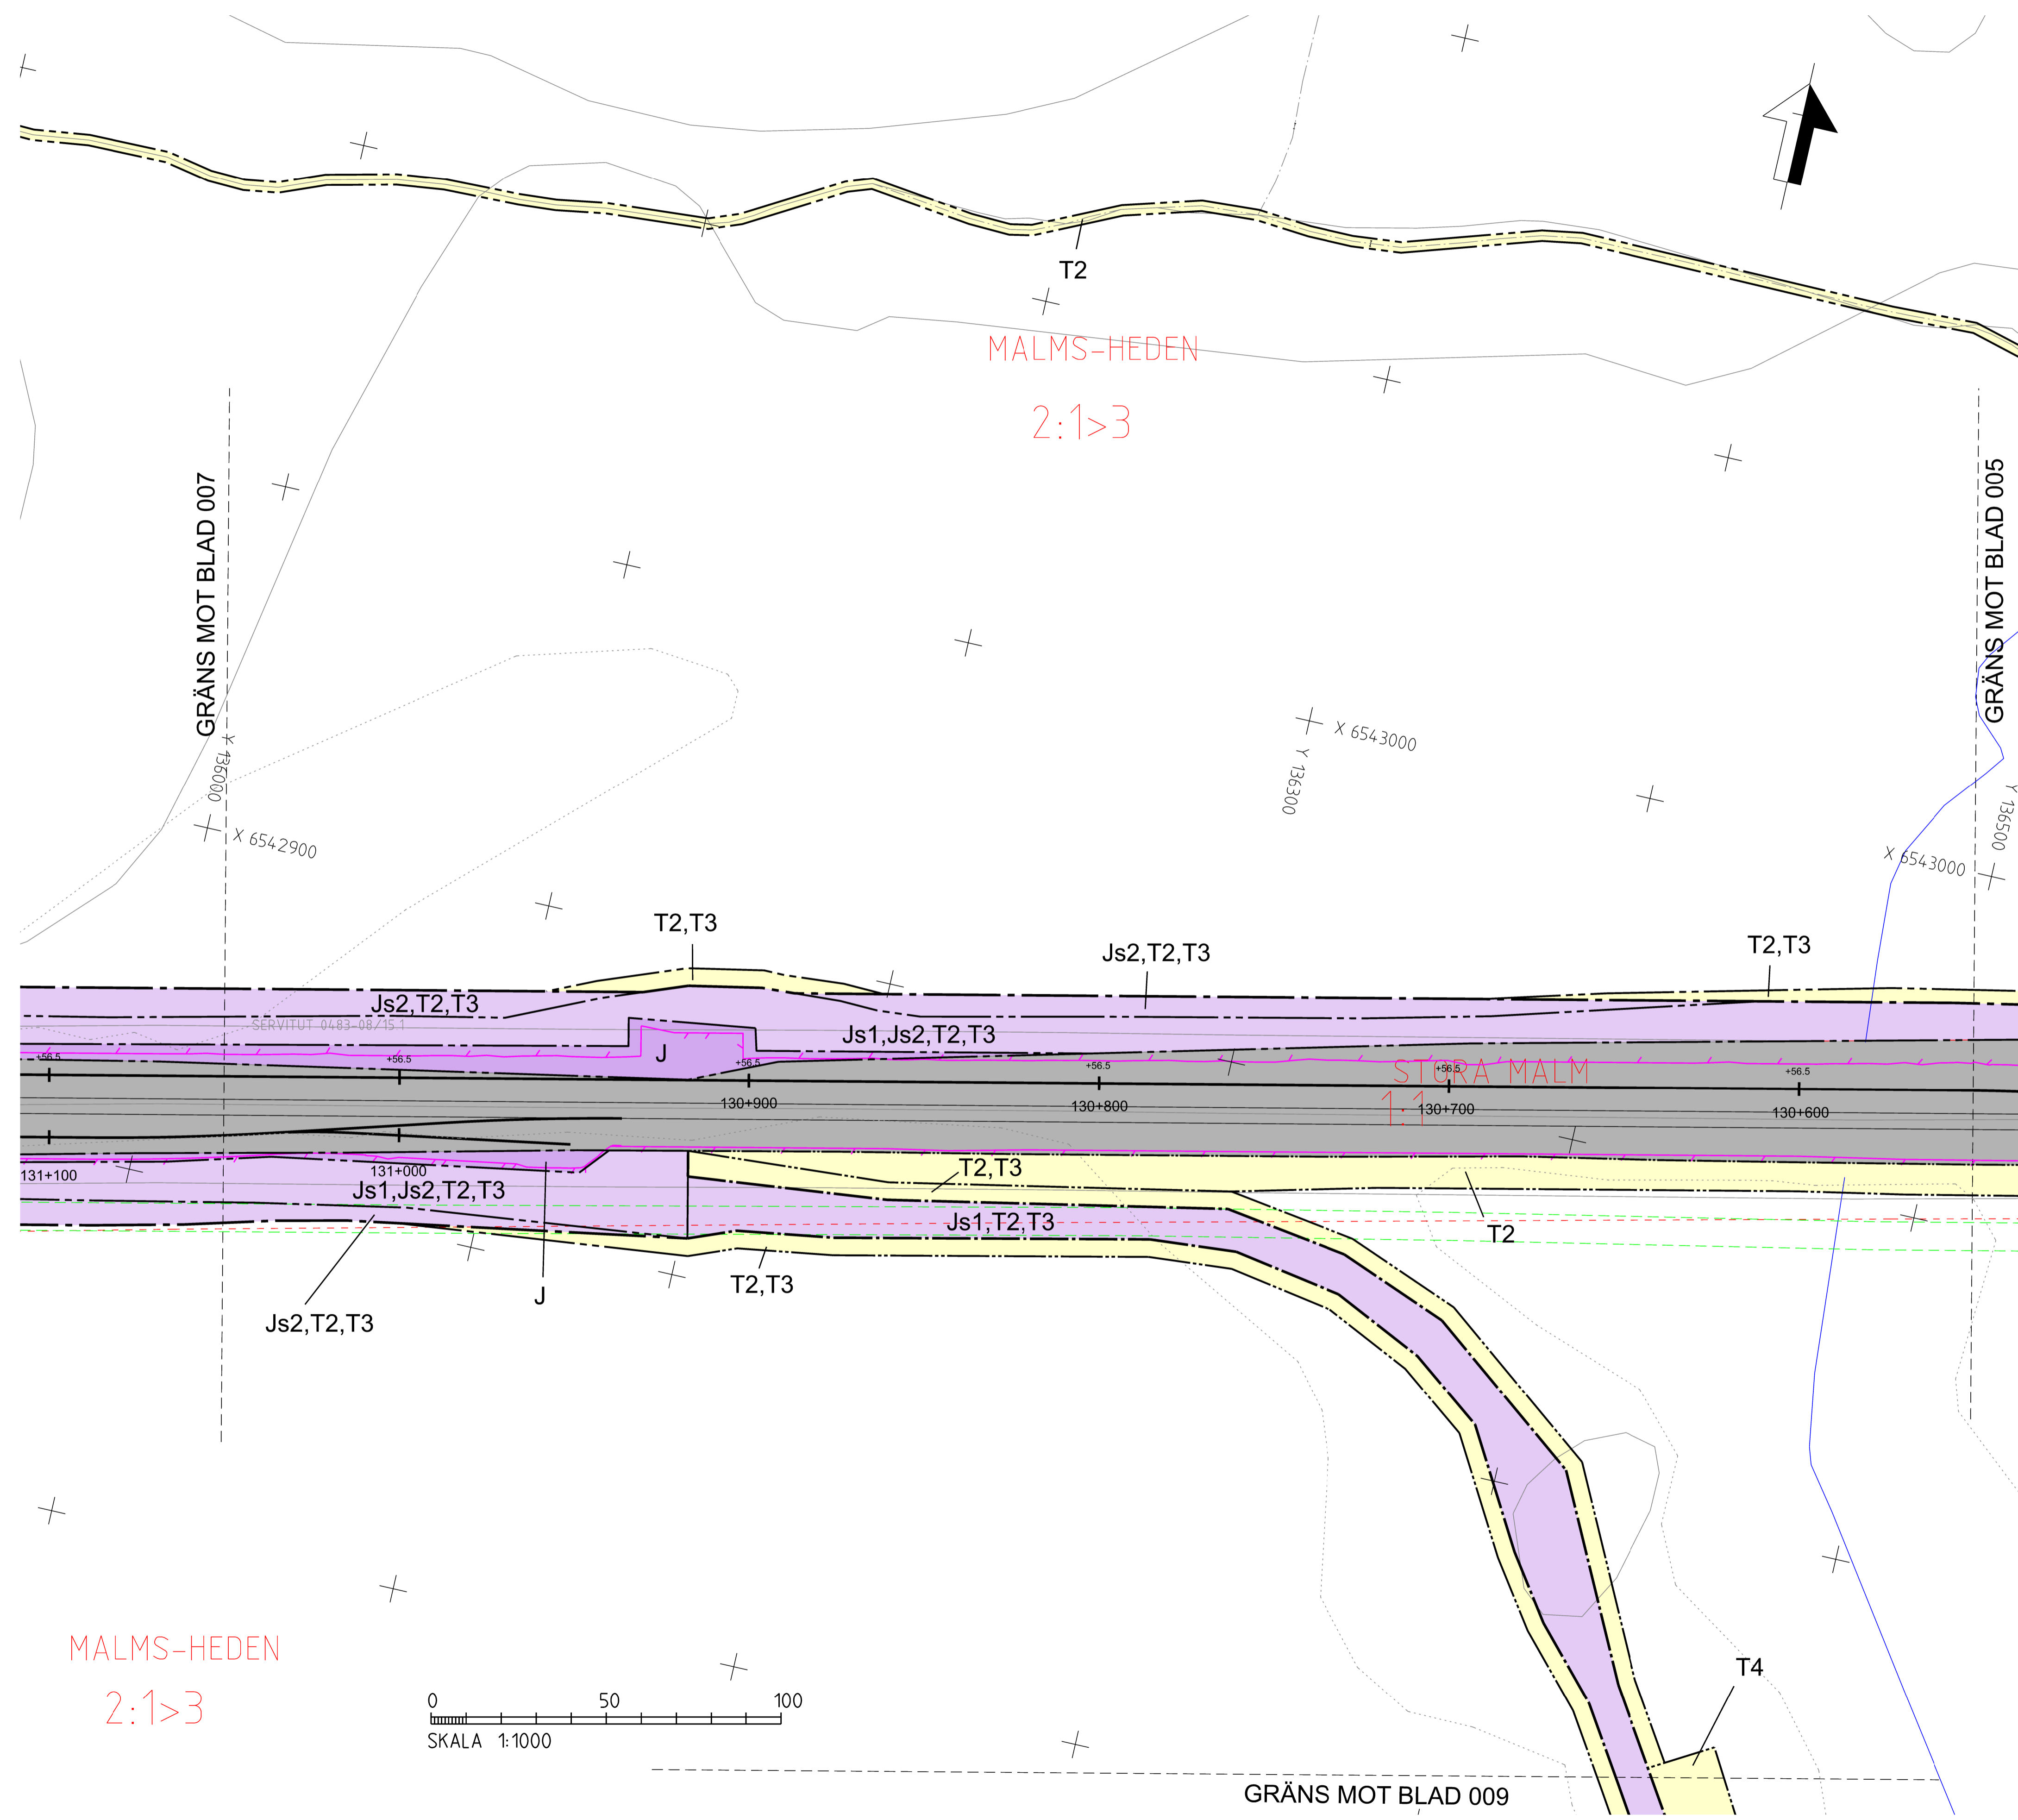 T2
MALMS-HEDEN
2:1>3
GRÄNS MOT BLAD 007
GRÄNS MOT BLAD 005
X 6543000
Y 136300
Y 136000
X 6542900
Y 136500
X 6543000
T2,T3
Js2,T2,T3
T2,T3
Js2,T2,T3
SERVITUT 0483-08/15.1
Js1,Js2,T2,T3
J
+56.5
+56.5
+56.5
+56.5
+56.5
+56.5
STORA MALM
1:1
130+900
130+800
130+700
130+600
131+100
131+000
T2,T3
Js1,Js2,T2,T3
Js1,T2,T3
T2
T2,T3
J
Js2,T2,T3
MALMS-HEDEN
2:1>3
T4
0 50 100
SKALA 1:1000
GRÄNS MOT BLAD 009